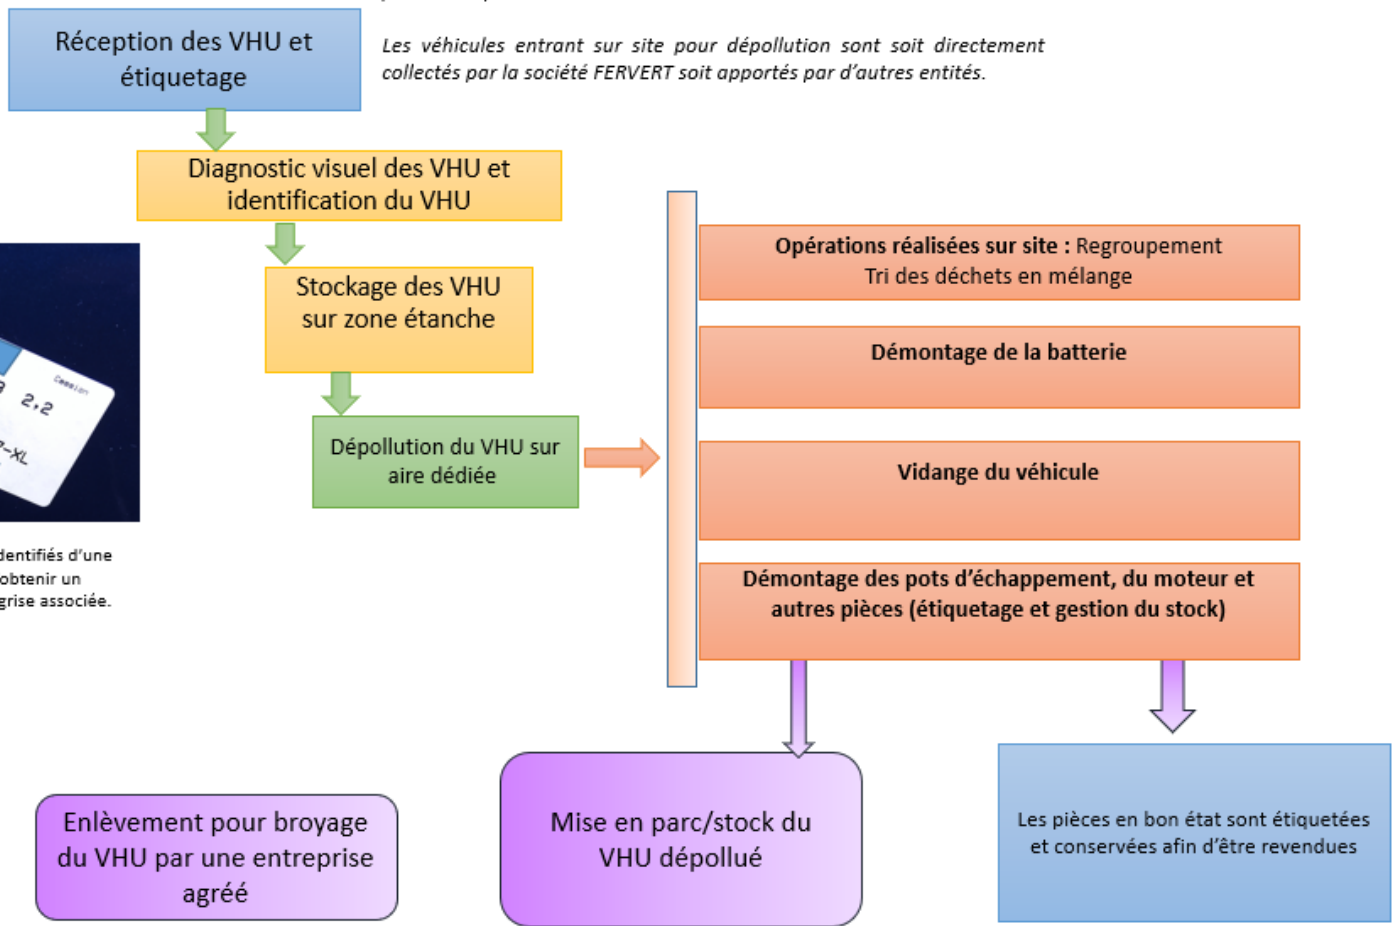 Réception des VHU et
étiquetage
Les véhicules entrant sur site pour dépollution sont soit directement
collectés par la société FERVERT soit apportés par d'autres entités.
Diagnostic visuel des VHU et
identification du VHU
Stockage des VHU
sur zone étanche
Dépollution du VHU sur
aire dédiée
Opérations réalisées sur site : Regroupement
Tri des déchets en mélange
Démontage de la batterie
Vidange du véhicule
Démontage des pots d'échappement, du moteur et
autres pièces (étiquetage et gestion du stock)
2,2
-XL
dentifiés d'une
obtenir un
grise associée.
Enlèvement pour broyage
du VHU par une entreprise
agréé
Mise en parc/stock du
VHU dépollué
Les pièces en bon état sont étiquetées
et conservées afin d'être revendues